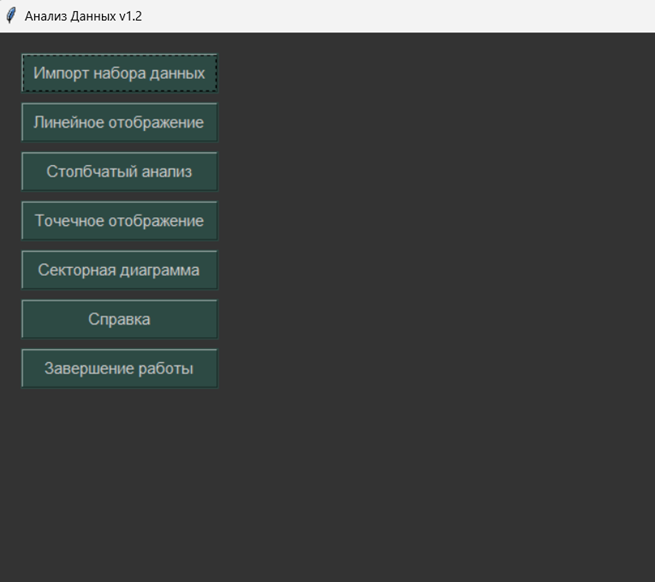 Анализ Данных v1.2
Импорт набора данных
Линейное отображение
Столбчатый анализ
Точечное отображение
Секторная диаграмма
Справка
Завершение работы